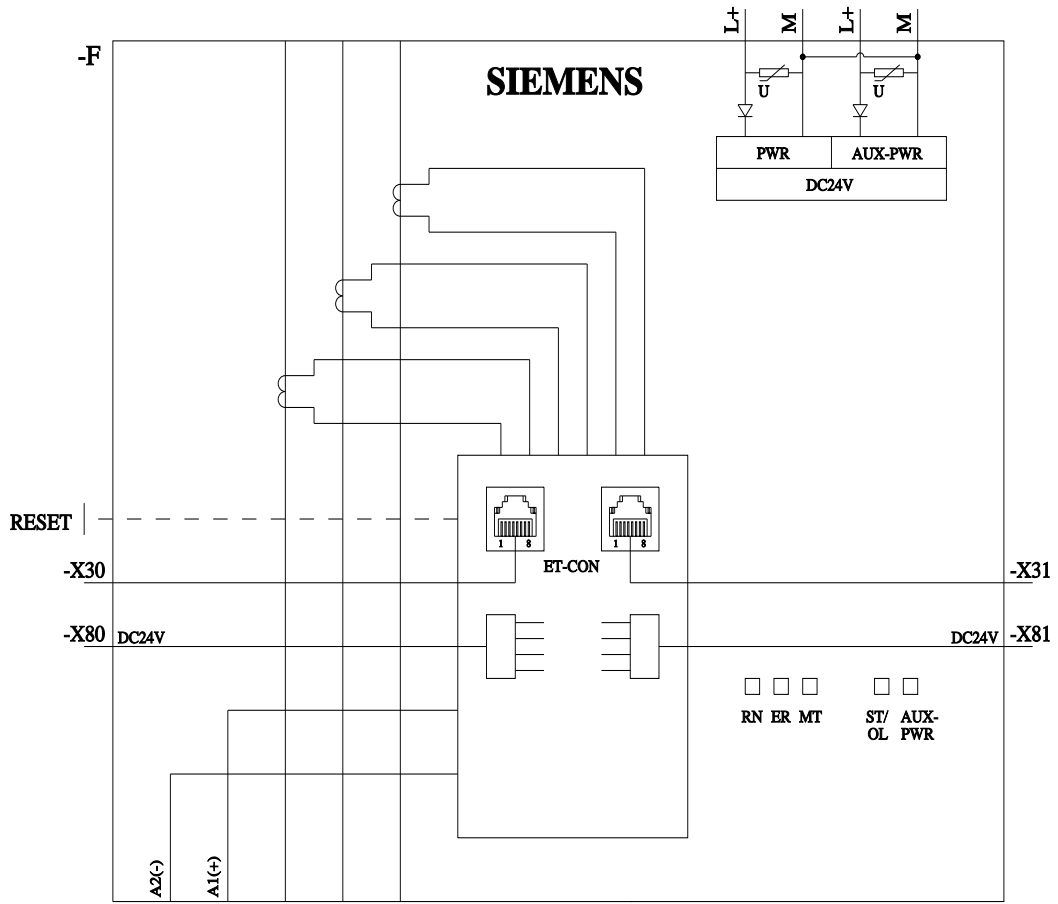 L+ M L+ M
-F
SIEMENS
U U
PWR AUX-PWR
DC24V
RESET
1 8 1 8
ET-CON
-X30 -X31
-X80 DC24V DC24V -X81
RN ER MT ST/ AUX-
OL PWR
A2(-) A1(+)